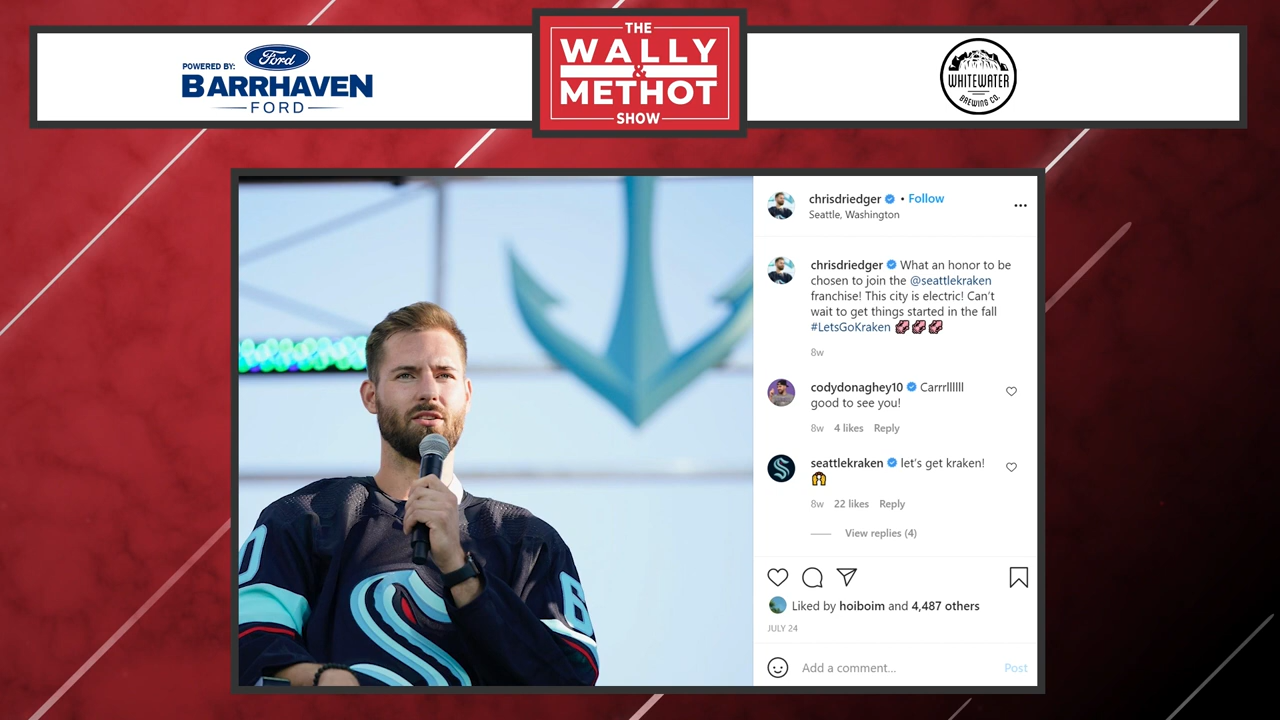 POWERED BY:
Ford
BARRHAVEN
FORD
THE
WALLY
&
METHOT
SHOW
WHITEWATER
BREWING CO.
chrisdriedger • Follow
Seattle, Washington
chrisdriedger What an honor to be
chosen to join the @seattlekraken
franchise! This city is electric! Can't
wait to get things started in the fall
#LetsGoKraken
8w
codydonaghey10 Carrrllllll
good to see you!
8w 4 likes Reply
seattlekraken let's get kraken!
8w 22 likes Reply
View replies (4)
Liked by hoiboim and 4,487 others
JULY 24
Add a comment... Post
0
6